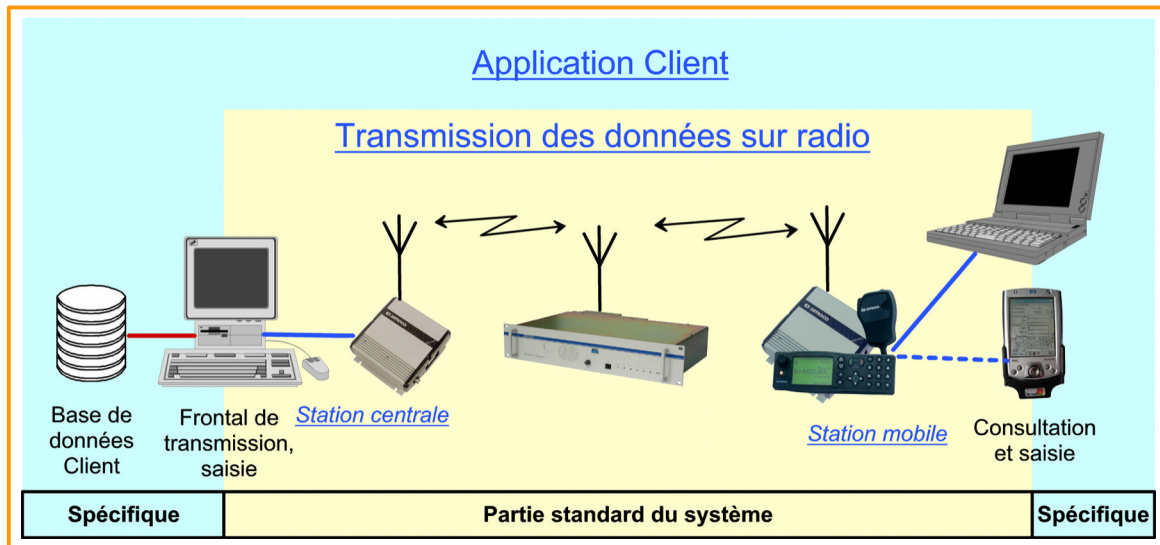 Application Client
Transmission des données sur radio
Base de
données
Client
Frontal de
transmission,
saisie
Station centrale
Station mobile
Consultation
et saisie
Spécifique
Partie standard du système
Spécifique